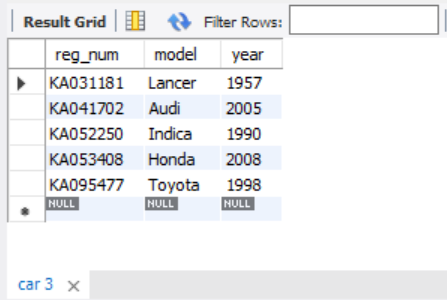 Result Grid Filter Rows:
reg_num model year
KA031181 Lancer 1957
KA041702 Audi 2005
KA052250 Indica 1990
KA053408 Honda 2008
KA095477 Toyota 1998
NULL NULL NULL
car 3